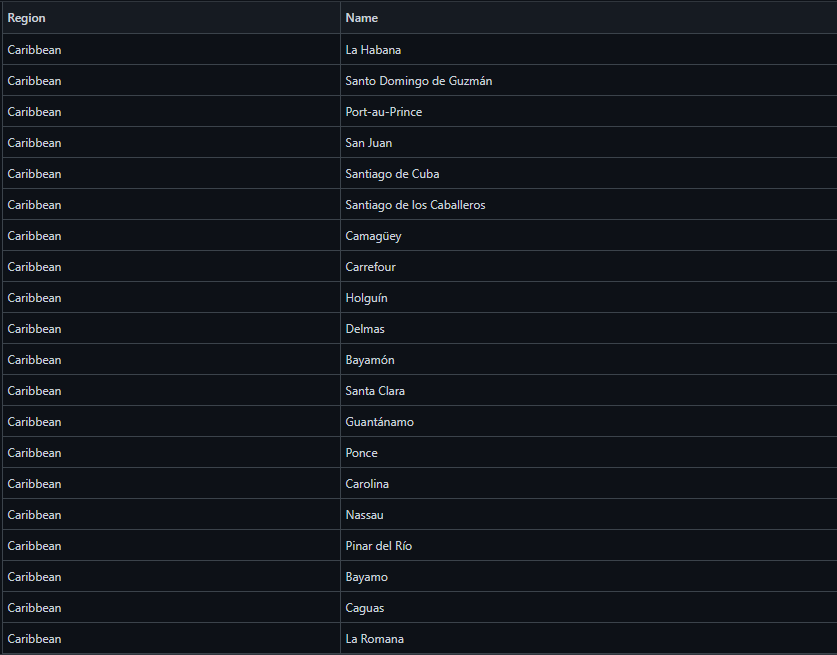 Region Name
Caribbean La Habana
Caribbean Santo Domingo de Guzmán
Caribbean Port-au-Prince
Caribbean San Juan
Caribbean Santiago de Cuba
Caribbean Santiago de los Caballeros
Caribbean Camagüey
Caribbean Carrefour
Caribbean Holguín
Caribbean Delmas
Caribbean Bayamón
Caribbean Santa Clara
Caribbean Guantánamo
Caribbean Ponce
Caribbean Carolina
Caribbean Nassau
Caribbean Pinar del Río
Caribbean Bayamo
Caribbean Caguas
Caribbean La Romana